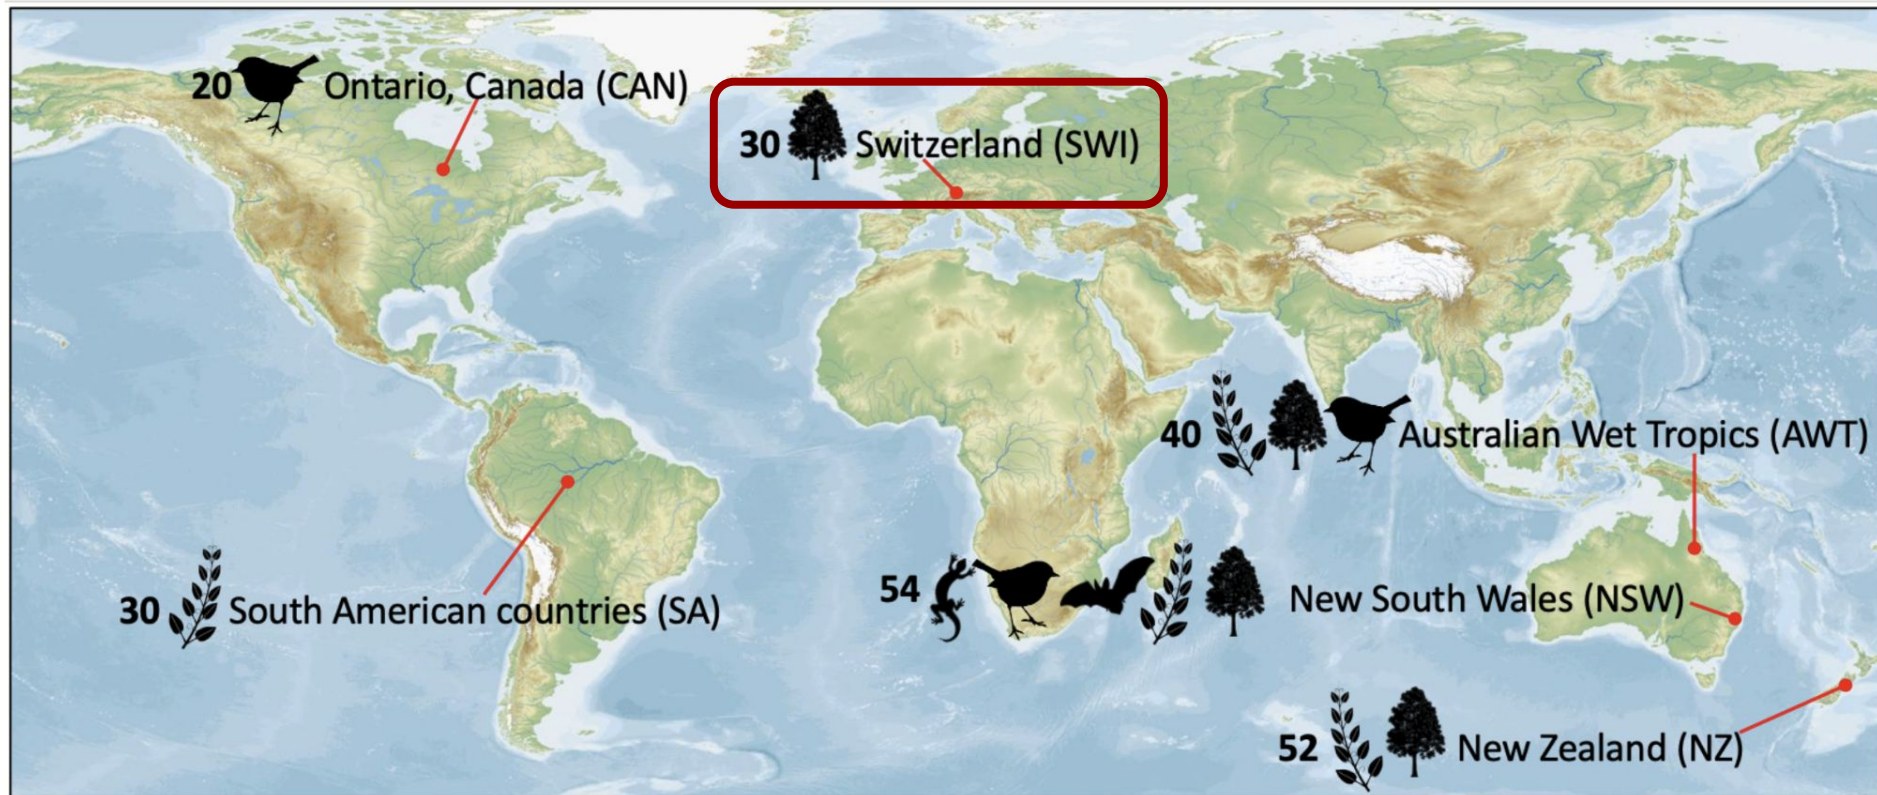 20 Ontario, Canada (CAN)
30 Switzerland (SWI)
40 Australian Wet Tropics (AWT)
54 New South Wales (NSW)
30 South American countries (SA)
52 New Zealand (NZ)